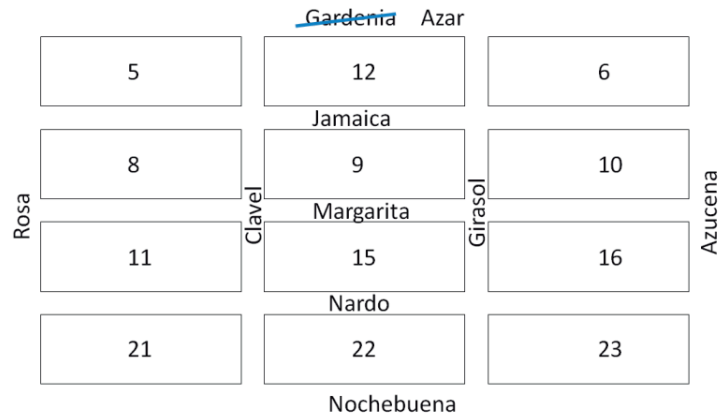 Gardenia Azar
5 12 6
Jamaica
8 9 10
Rosa
Clavel
Margarita
Girasol
Azucena
11 15 16
Nardo
21 22 23
Nochebuena